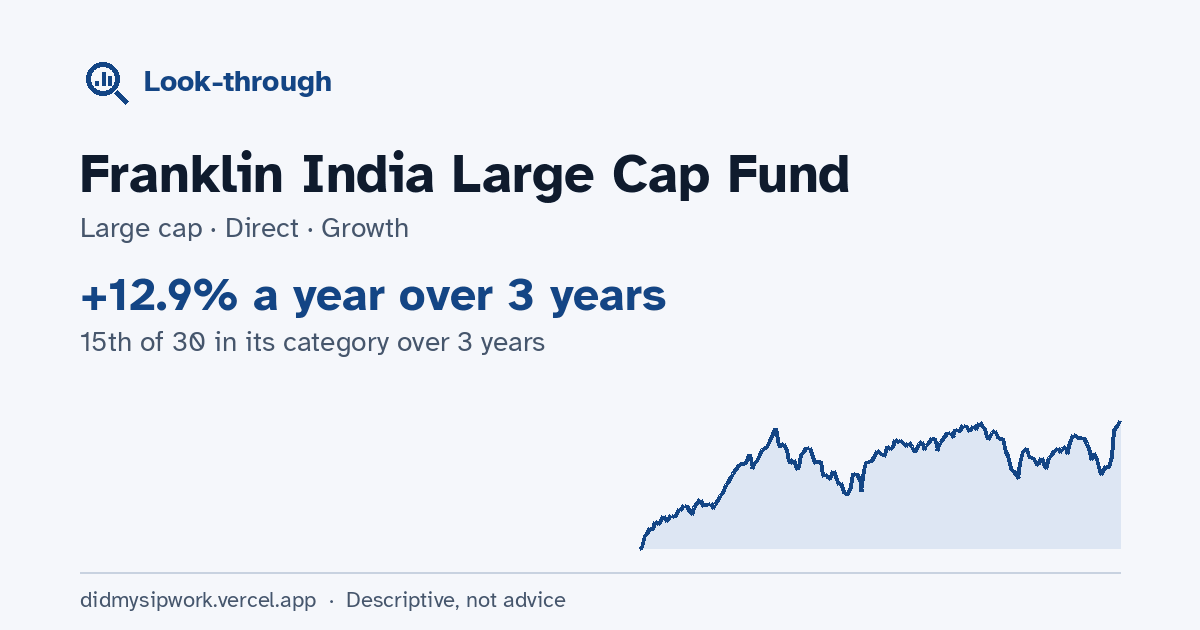 Look-through
Franklin India Large Cap Fund
Large cap · Direct · Growth
+12.9% a year over 3 years
15th of 30 in its category over 3 years
didmysipwork.vercel.app · Descriptive, not advice